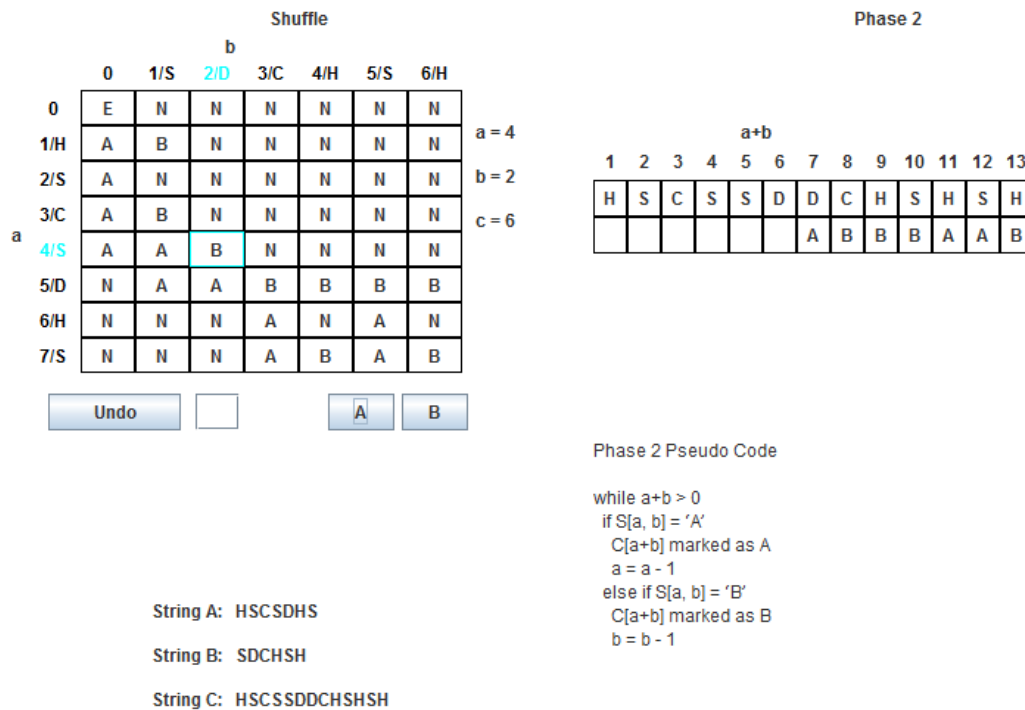 Shuffle
b
0 1/S 2/D 3/C 4/H 5/S 6/H
0 E N N N N N N
1/H A B N N N N N
2/S A N N N N N N
3/C A B N N N N N
a
4/S A A B N N N N
5/D N A A B B B B
6/H N N N A N A N
7/S N N N A B A B
a = 4
b = 2
c = 6
Undo A B
Phase 2
a+b
1 2 3 4 5 6 7 8 9 10 11 12 13
H S C S S D D C H S H S H
A B B B A A B
Phase 2 Pseudo Code
while a+b > 0
if S[a, b] = ‘A’
C[a+b] marked as A
a = a - 1
else if S[a, b] = ‘B’
C[a+b] marked as B
b = b - 1
String A: HSCSDHS
String B: SDCHSH
String C: HSCSSDDCHSHSH